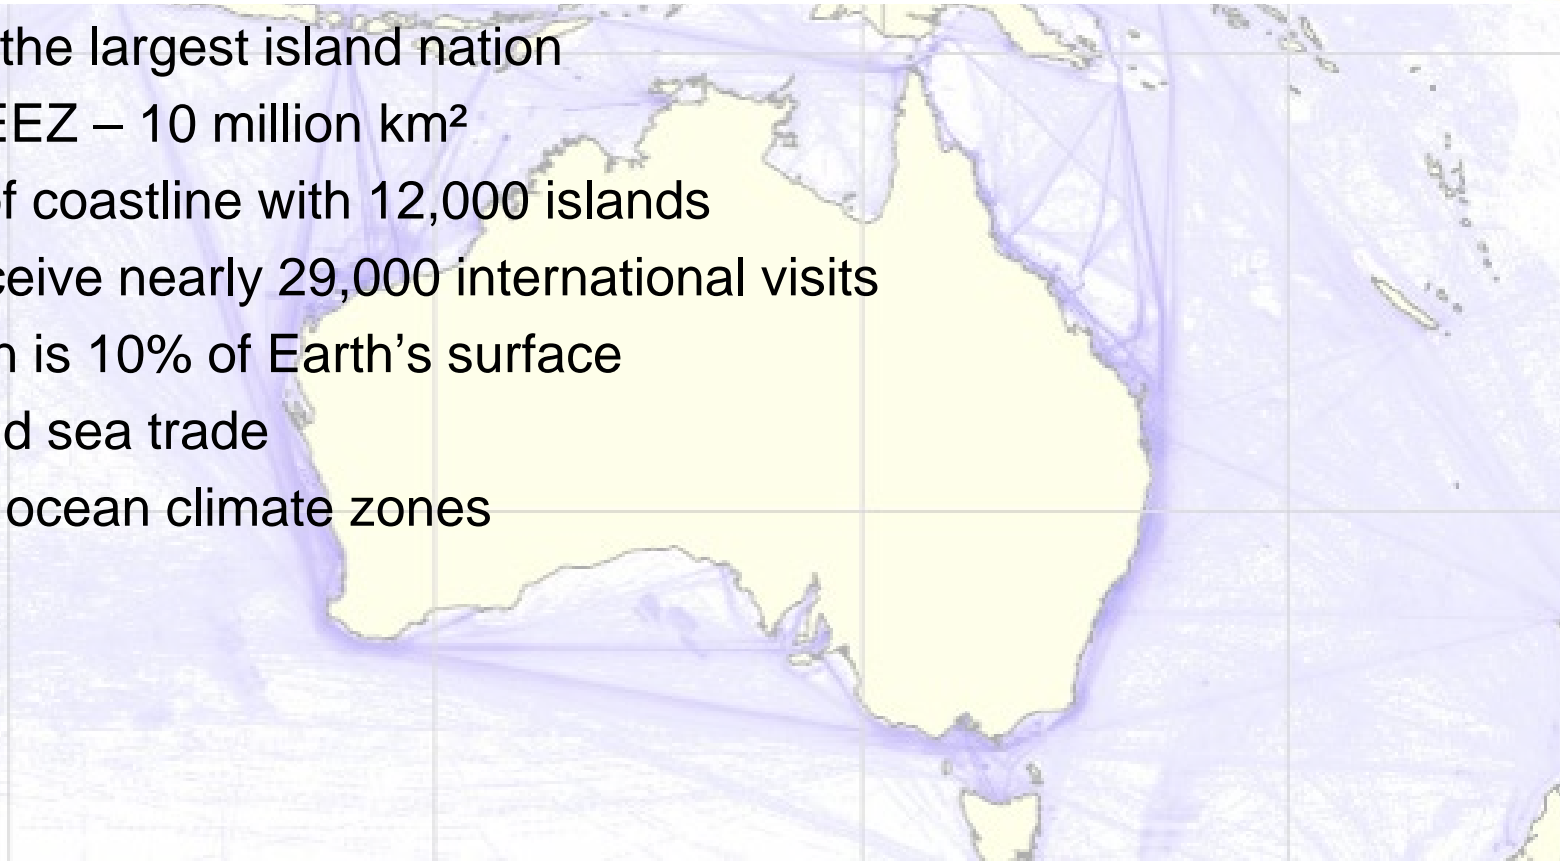 the largest island nation
EEZ – 10 million km²
of coastline with 12,000 islands
ceive nearly 29,000 international visits
n is 10% of Earth’s surface
d sea trade
ocean climate zones